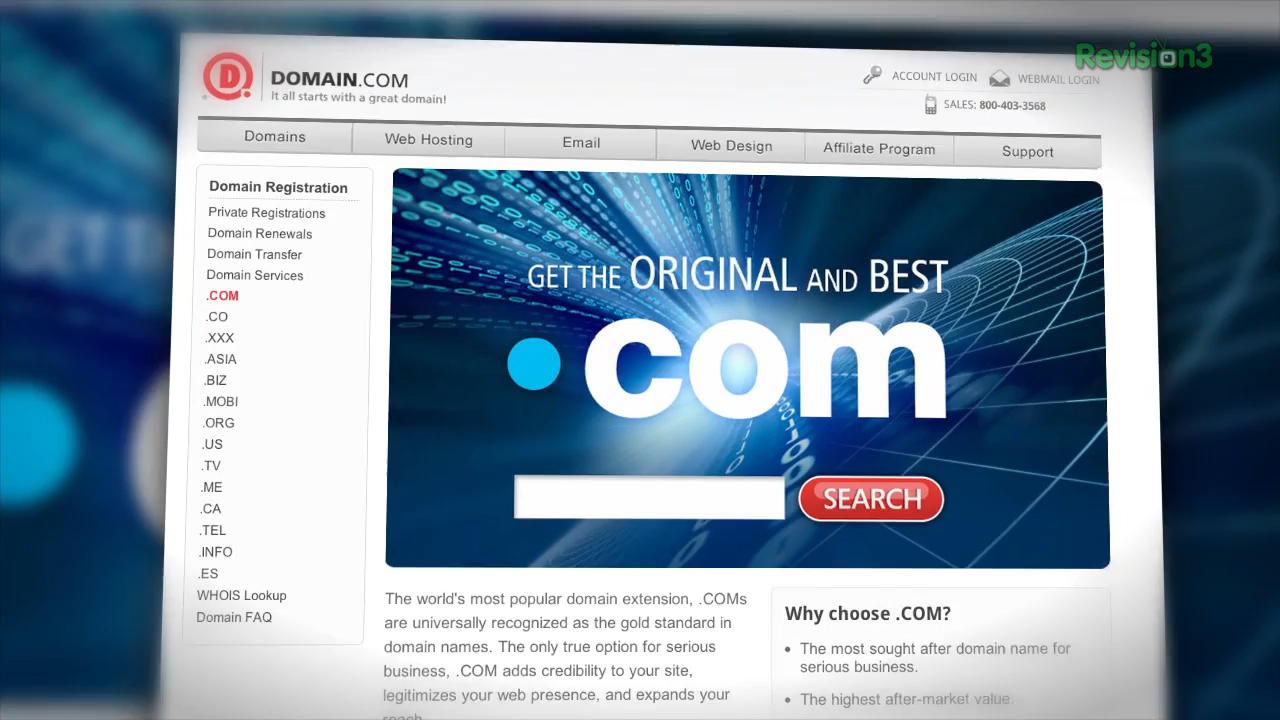 Revision3
DOMAIN.COM
It all starts with a great domain!
ACCOUNT LOGIN
WEBMAIL LOGIN
SALES: 800-403-3568
Domains
Web Hosting
Email
Web Design
Affiliate Program
Support
Domain Registration
Private Registrations
Domain Renewals
Domain Transfer
Domain Services
.COM
.CO
.XXX
.ASIA
.BIZ
.MOBI
.ORG
.US
.TV
.ME
.CA
.TEL
.INFO
.ES
WHOIS Lookup
Domain FAQ
GET THE ORIGINAL AND BEST
.com
SEARCH
The world's most popular domain extension, .COMs
are universally recognized as the gold standard in
domain names. The only true option for serious
business, .COM adds credibility to your site,
legitimizes your web presence, and expands your
reach.
Why choose .COM?
• The most sought after domain name for
serious business.
• The highest after-market value.